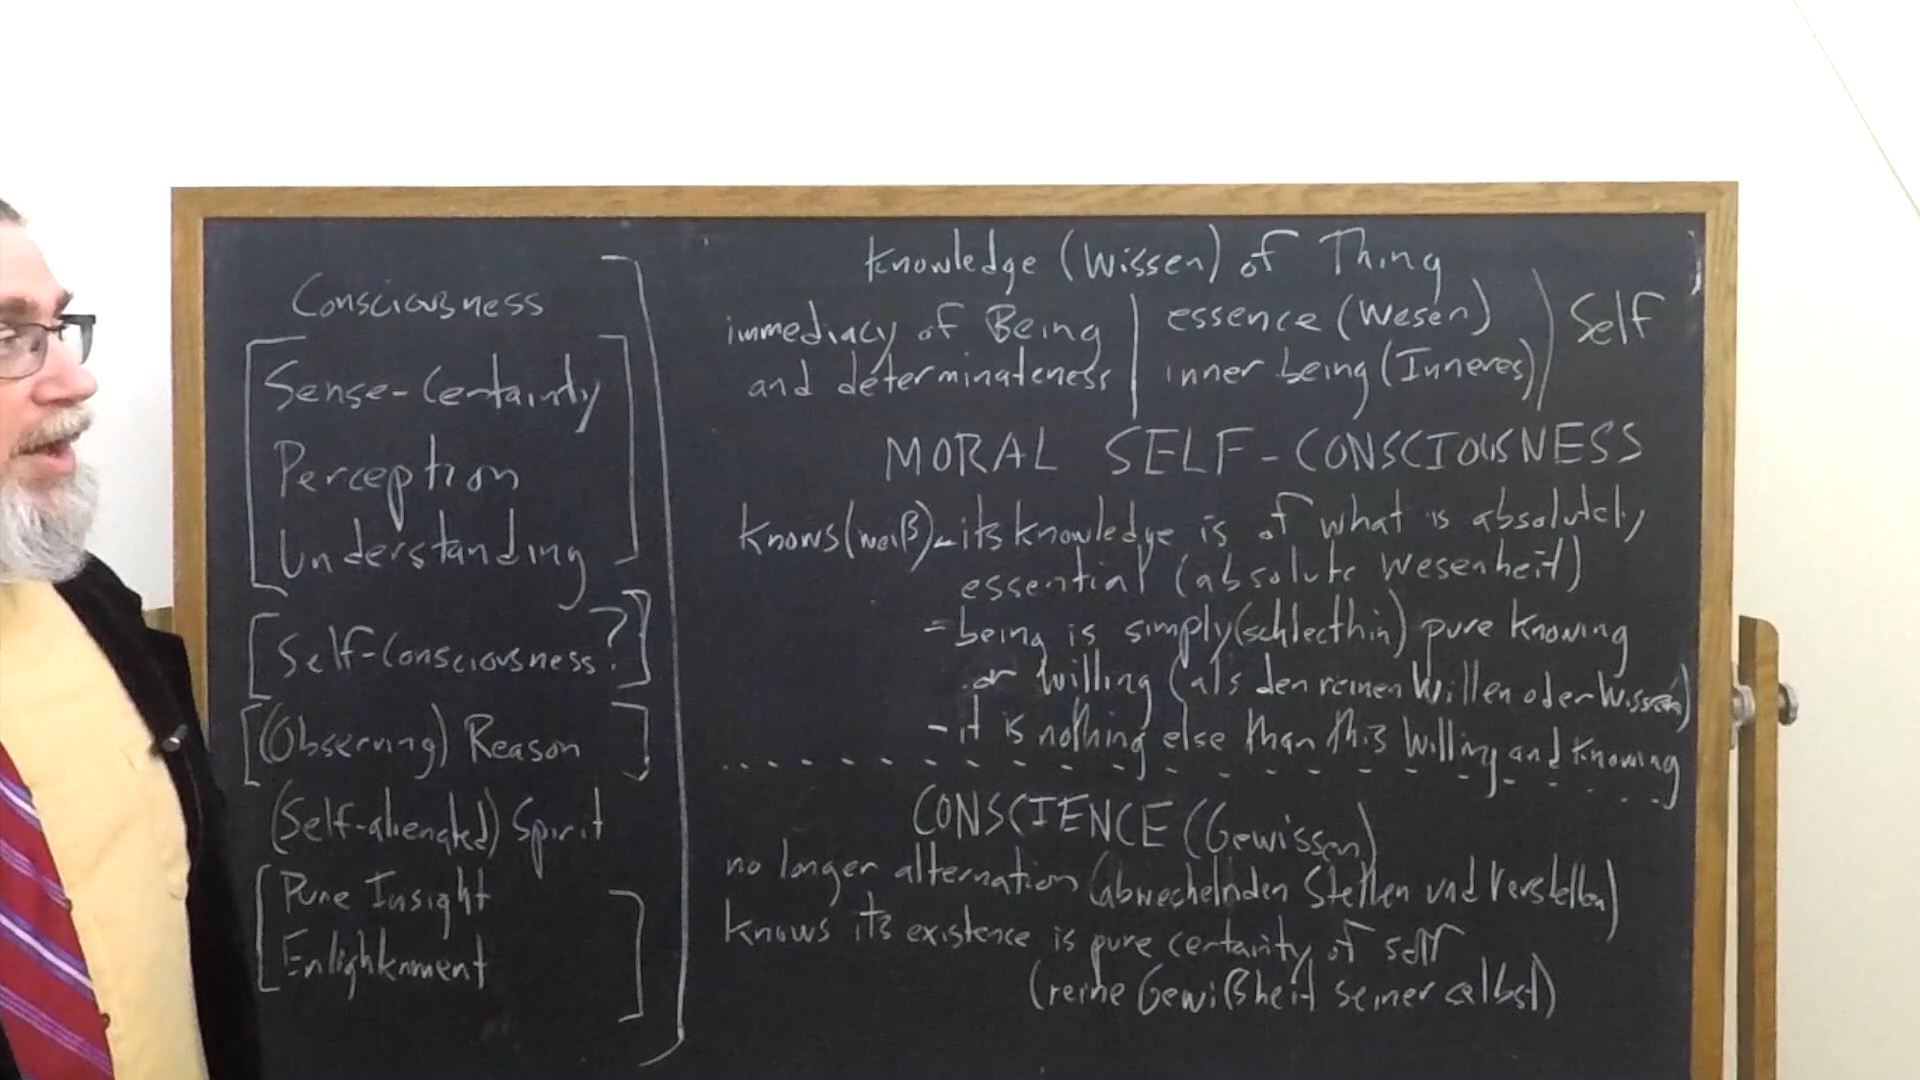 Consciousness
Sense-Certainty
Perception
Understanding
Self-Consciousness?
(Observing) Reason
(Self-alienated) Spirit
Pure Insight
Enlightenment
Knowledge (Wissen) of Thing
immediacy of Being
and determinateness
essence (Wesen)
inner being (Inneres)
Self
MORAL SELF-CONSCIOUSNESS
Knows (weiß) - its knowledge is of what is absolutely
essential (absolute Wesenheit)
= being is simply (schlecthin) pure knowing
or willing (als den reinen Willen oder Wissen)
- it is nothing else than this willing and knowing
CONSCIENCE (Gewissen)
no longer alternation (abwechelnden Stellen und Verstellen)
knows its existence is pure certainty of self
(reine Gewißheit seiner selbst)